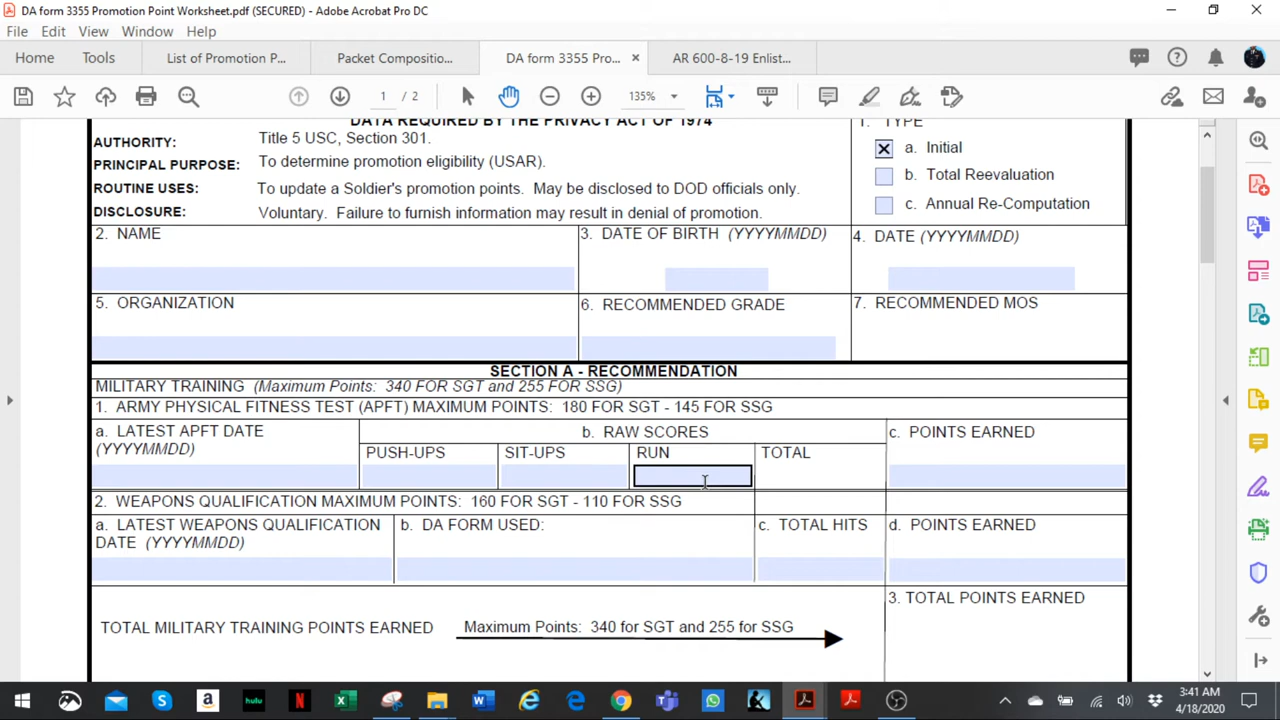 DA form 3355 Promotion Point Worksheet.pdf (SECURED) - Adobe Acrobat Pro DC
File Edit View Window Help
Home Tools List of Promotion P... Packet Compositio... DA form 3355 Pro... × AR 600-8-19 Enlist...
1 / 2 135%
DATA REQUIRED BY THE PRIVACY ACT OF 1974
AUTHORITY: Title 5 USC, Section 301.
PRINCIPAL PURPOSE: To determine promotion eligibility (USAR).
ROUTINE USES: To update a Soldier's promotion points. May be disclosed to DOD officials only.
DISCLOSURE: Voluntary. Failure to furnish information may result in denial of promotion.
1. TYPE
a. Initial
b. Total Reevaluation
c. Annual Re-Computation
2. NAME
3. DATE OF BIRTH (YYYYMMDD)
4. DATE (YYYYMMDD)
5. ORGANIZATION
6. RECOMMENDED GRADE
7. RECOMMENDED MOS
SECTION A - RECOMMENDATION
MILITARY TRAINING (Maximum Points: 340 FOR SGT and 255 FOR SSG)
1. ARMY PHYSICAL FITNESS TEST (APFT) MAXIMUM POINTS: 180 FOR SGT - 145 FOR SSG
a. LATEST APFT DATE
(YYYYMMDD)
b. RAW SCORES
PUSH-UPS SIT-UPS RUN TOTAL
c. POINTS EARNED
2. WEAPONS QUALIFICATION MAXIMUM POINTS: 160 FOR SGT - 110 FOR SSG
a. LATEST WEAPONS QUALIFICATION
DATE (YYYYMMDD)
b. DA FORM USED:
c. TOTAL HITS
d. POINTS EARNED
TOTAL MILITARY TRAINING POINTS EARNED Maximum Points: 340 for SGT and 255 for SSG
3. TOTAL POINTS EARNED
hulu
3:41 AM
4/18/2020